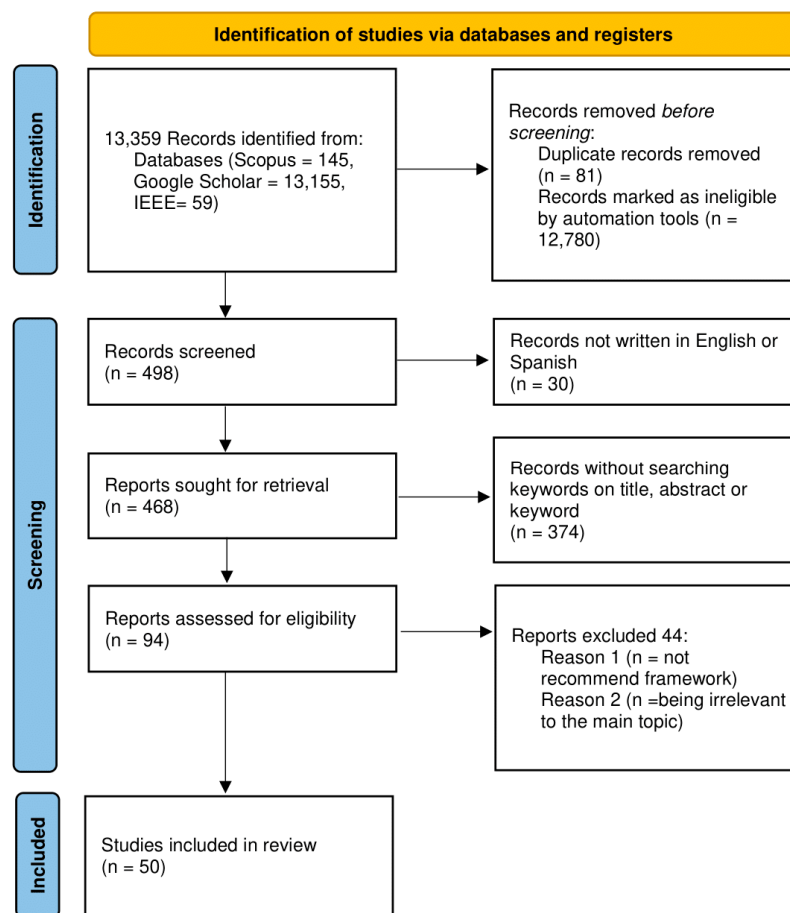 Identification of studies via databases and registers
Identification
13,359 Records identified from:
Databases (Scopus = 145,
Google Scholar = 13,155,
IEEE= 59)
Records removed before
screening:
Duplicate records removed
(n = 81)
Records marked as ineligible
by automation tools (n =
12,780)
Screening
Records screened
(n = 498)
Records not written in English or
Spanish
(n = 30)
Reports sought for retrieval
(n = 468)
Records without searching
keywords on title, abstract or
keyword
(n = 374)
Reports assessed for eligibility
(n = 94)
Reports excluded 44:
Reason 1 (n = not
recommend framework)
Reason 2 (n =being irrelevant
to the main topic)
Included
Studies included in review
(n = 50)